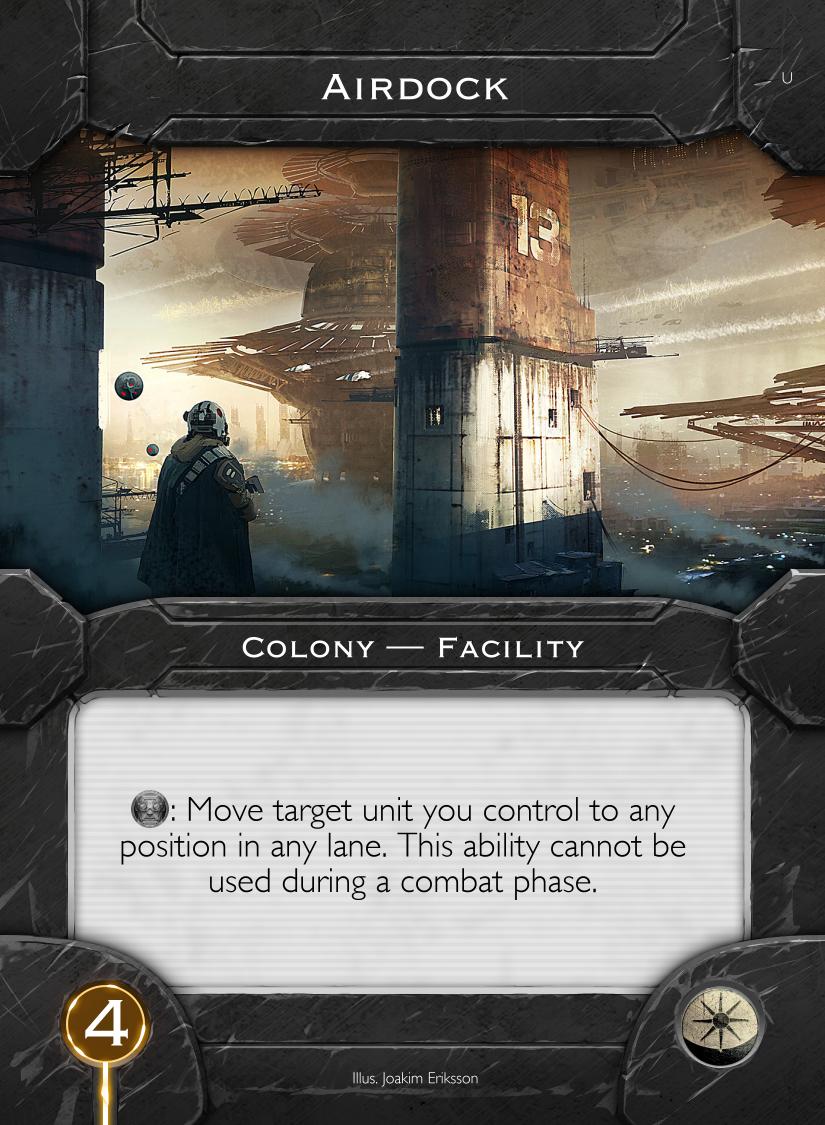 Airdock
U
13
Colony — Facility
: Move target unit you control to any
position in any lane. This ability cannot be
used during a combat phase.
4
Illus. Joakim Eriksson